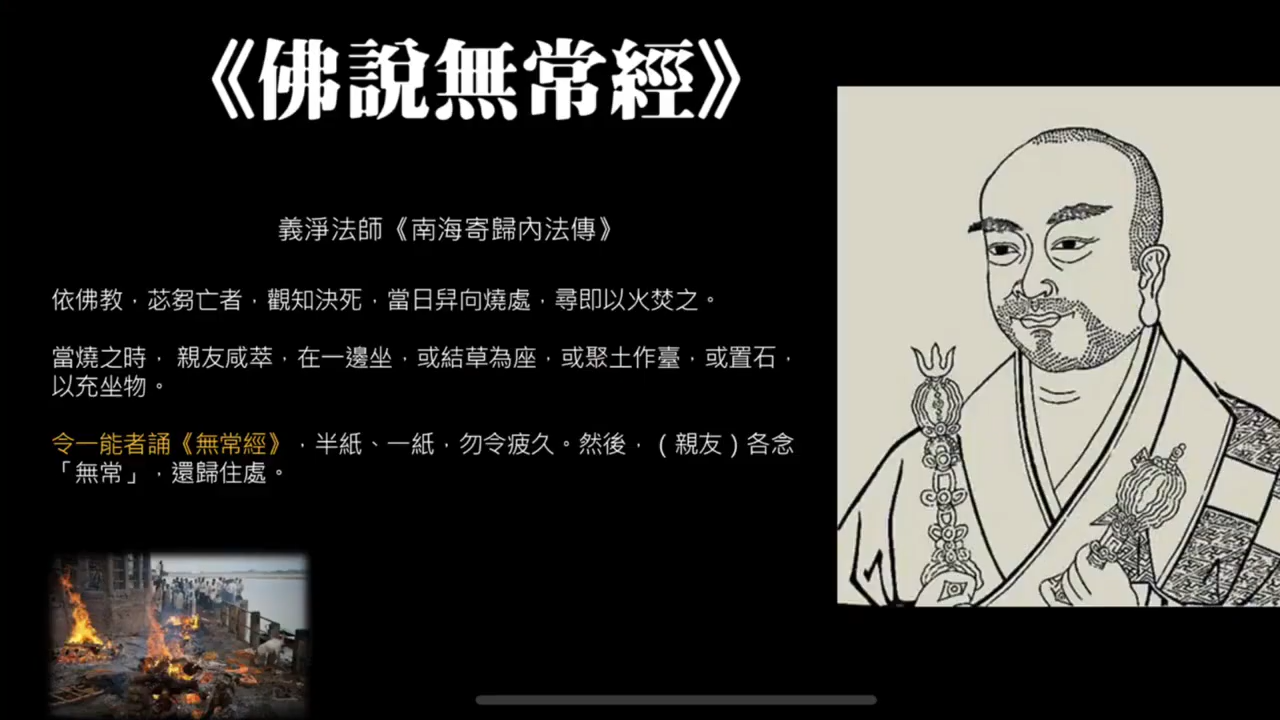 《佛說無常經》
義淨法師《南海寄歸內法傳》
依佛教，苾芻亡者，觀知決死，當日舁向燒處，尋即以火焚之。
當燒之時， 親友咸萃，在一邊坐，或結草為座，或聚土作臺，或置石，
以充坐物。
令一能者誦《無常經》，半紙、一紙，勿令疲久。然後，（親友）各念
「無常」，還歸住處。